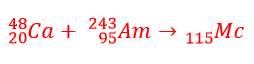 ⁴⁸₂₀Ca + ²⁴³₉₅Am → ₁₁₅Mc